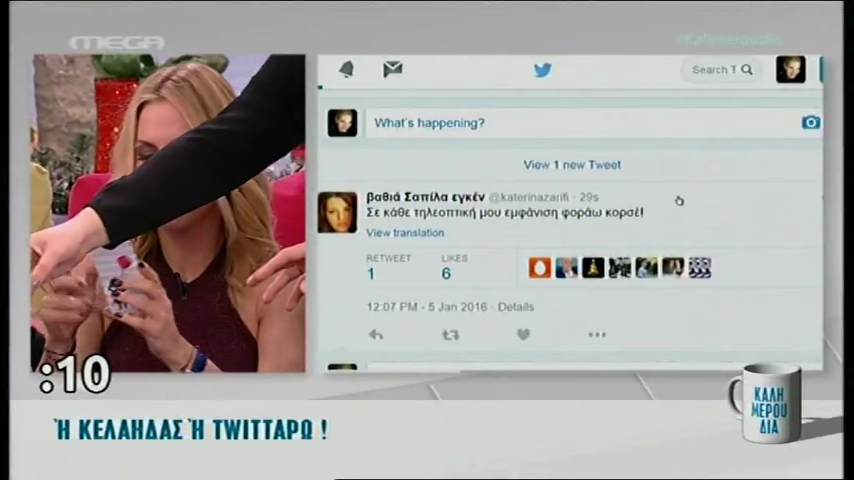 MEGA
#Kalimeroudia
Search T
What's happening?
View 1 new Tweet
βαθιά Σαπίλα εγκέν @katerinazarifi · 29s
Σε κάθε τηλεοπτική μου εμφάνιση φοράω κορσέ!
View translation
RETWEET LIKES
1 6
12:07 PM - 5 Jan 2016 · Details
:10
Ή ΚΕΛΑΗΔΑΣ Ή TWITTΑΡΩ !
ΚΑΛΗ
ΜΕΡΟΥ
ΔΙΑ